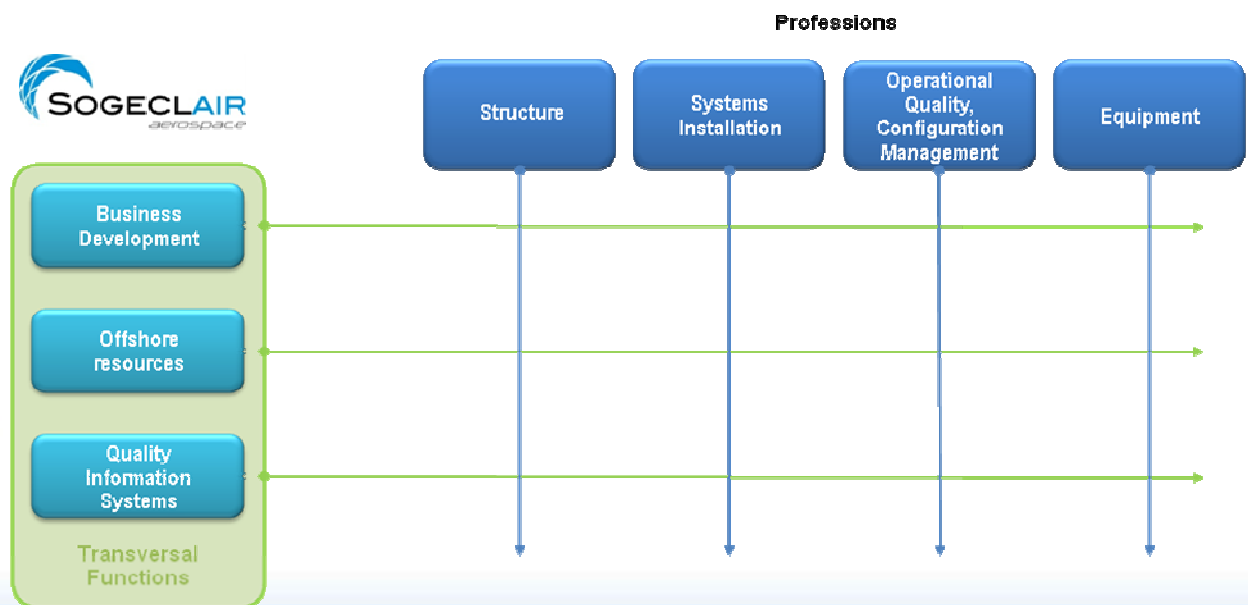 Professions
SOGECLAIR
aerospace
Structure
Systems
Installation
Operational
Quality,
Configuration
Management
Equipment
Business
Development
Offshore
resources
Quality
Information
Systems
Transversal
Functions